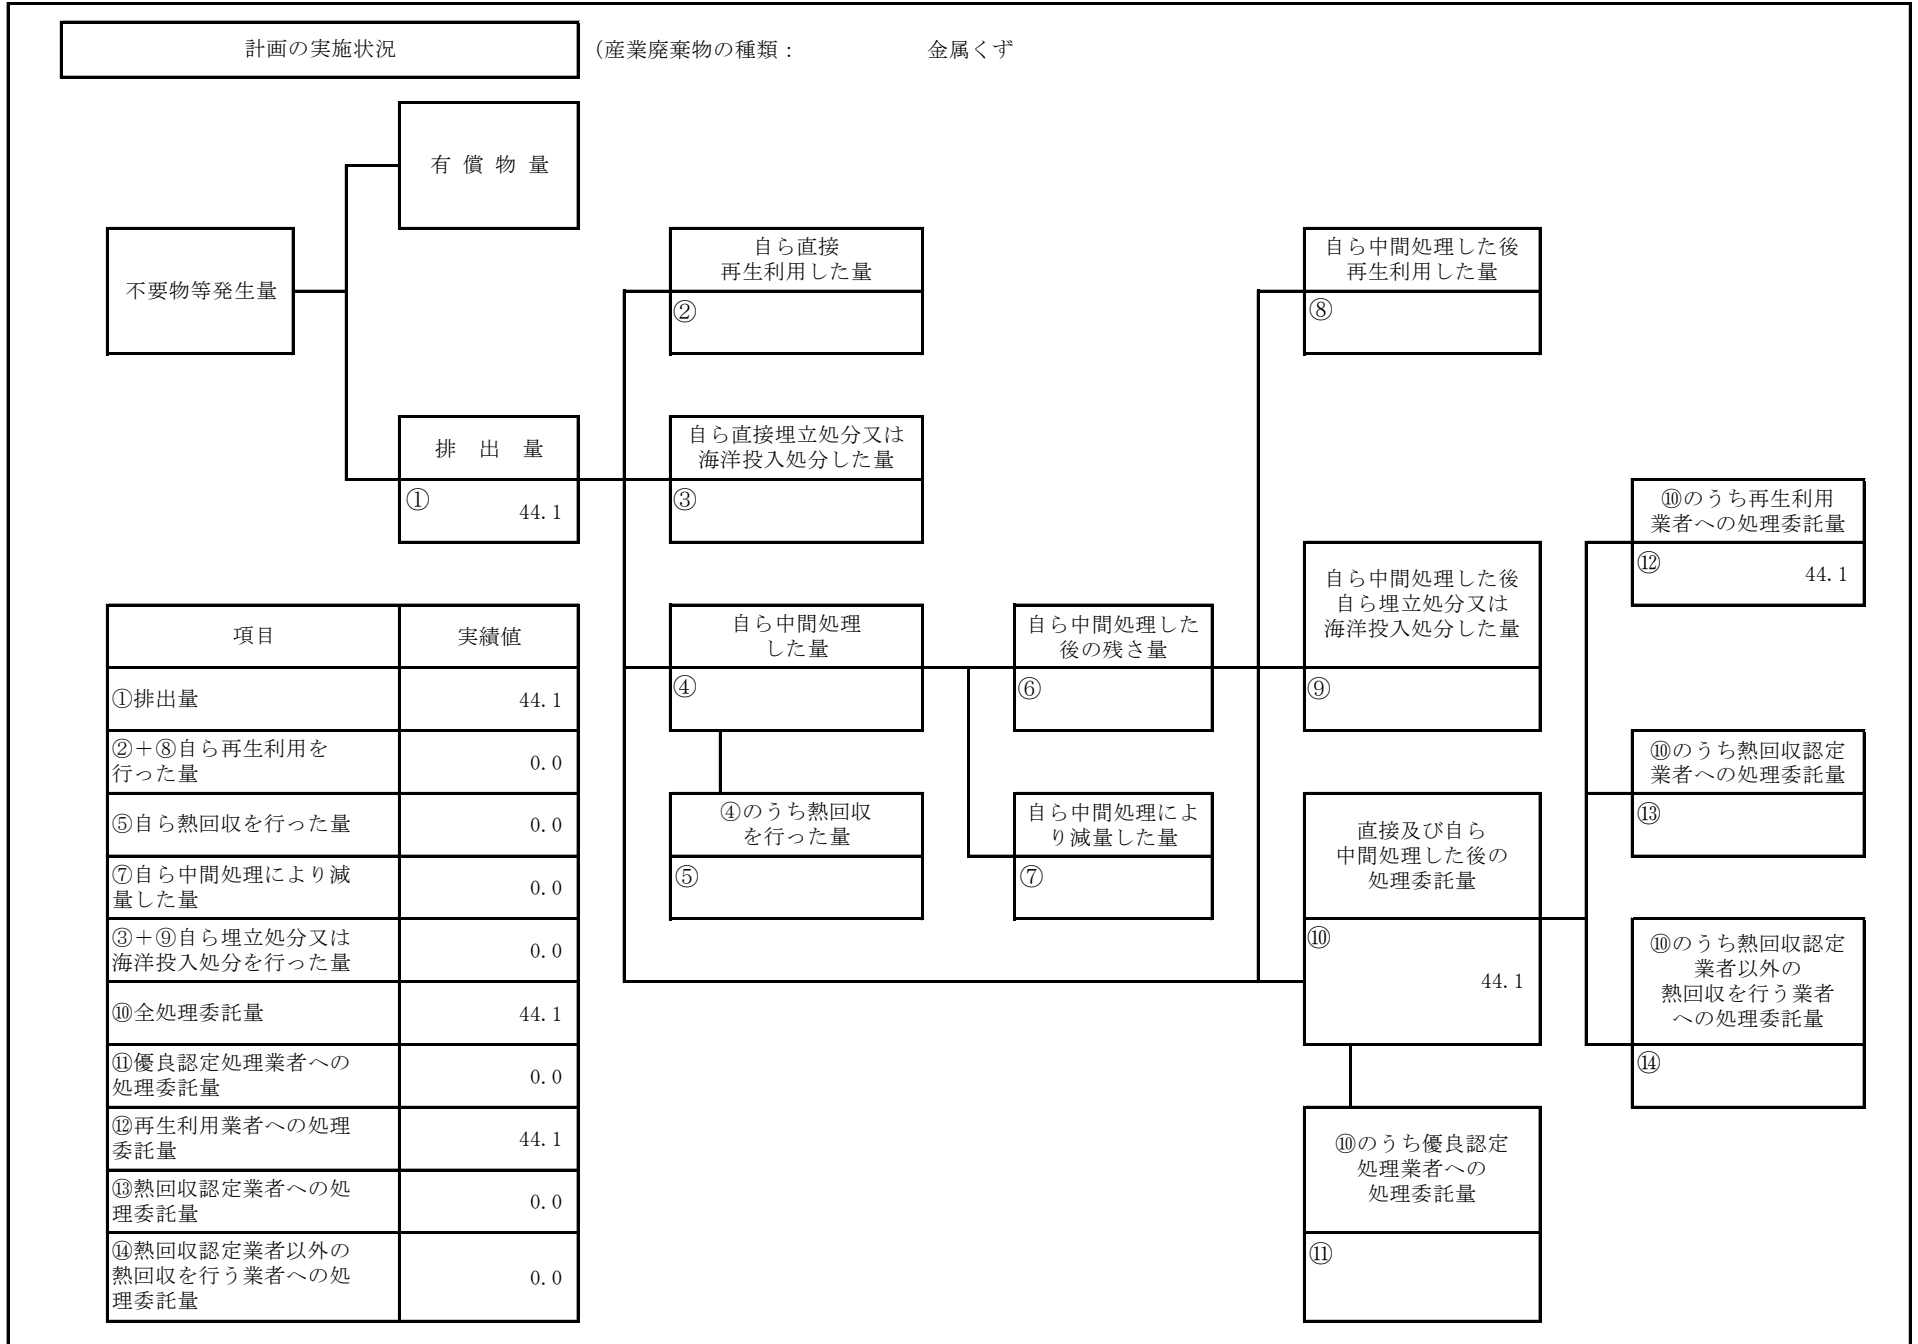 計画の実施状況
(産業廃棄物の種類： 金属くず
有 償 物 量
不要物等発生量
自ら直接
再生利用した量
②
自ら中間処理した後
再生利用した量
⑧
排 出 量
① 44.1
自ら直接埋立処分又は
海洋投入処分した量
③
⑩のうち再生利用
業者への処理委託量
⑫ 44.1
自ら中間処理した後
自ら埋立処分又は
海洋投入処分した量
⑨
自ら中間処理
した量
④
自ら中間処理した
後の残さ量
⑥
⑩のうち熱回収認定
業者への処理委託量
⑬
④のうち熱回収
を行った量
⑤
自ら中間処理によ
り減量した量
⑦
直接及び自ら
中間処理した後の
処理委託量
⑩
44.1
⑩のうち熱回収認定
業者以外の
熱回収を行う業者
への処理委託量
⑭
⑩のうち優良認定
処理業者への
処理委託量
⑪
項目 実績値
①排出量 44.1
②＋⑧自ら再生利用を
行った量 0.0
⑤自ら熱回収を行った量 0.0
⑦自ら中間処理により減
量した量 0.0
③＋⑨自ら埋立処分又は
海洋投入処分を行った量 0.0
⑩全処理委託量 44.1
⑪優良認定処理業者への
処理委託量 0.0
⑫再生利用業者への処理
委託量 44.1
⑬熱回収認定業者への処
理委託量 0.0
⑭熱回収認定業者以外の
熱回収を行う業者への処
理委託量 0.0